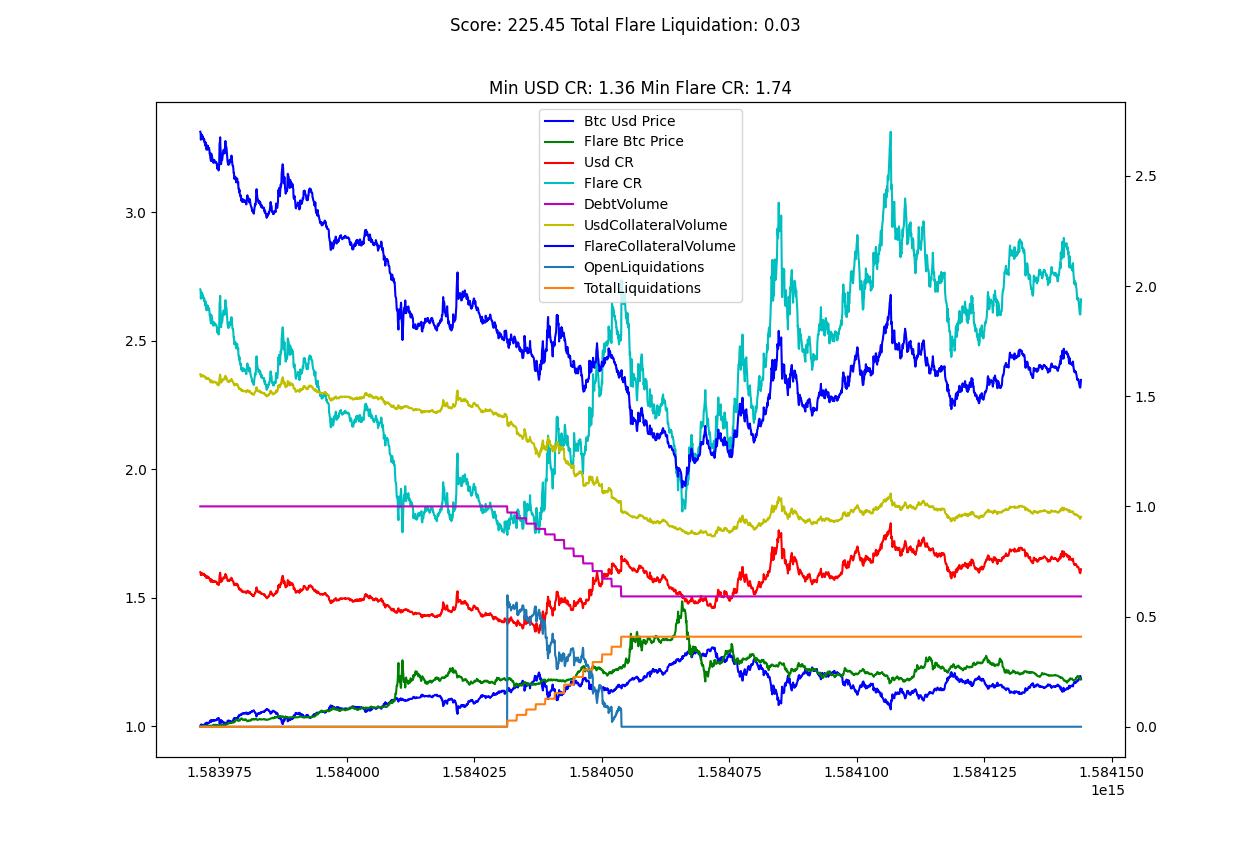 Score: 225.45 Total Flare Liquidation: 0.03
Min USD CR: 1.36 Min Flare CR: 1.74
Btc Usd Price
Flare Btc Price
Usd CR
Flare CR
DebtVolume
UsdCollateralVolume
FlareCollateralVolume
OpenLiquidations
TotalLiquidations
3.0
2.5
2.0
1.5
1.0
2.5
2.0
1.5
1.0
0.5
0.0
1.583975 1.584000 1.584025 1.584050 1.584075 1.584100 1.584125 1.584150
1e15